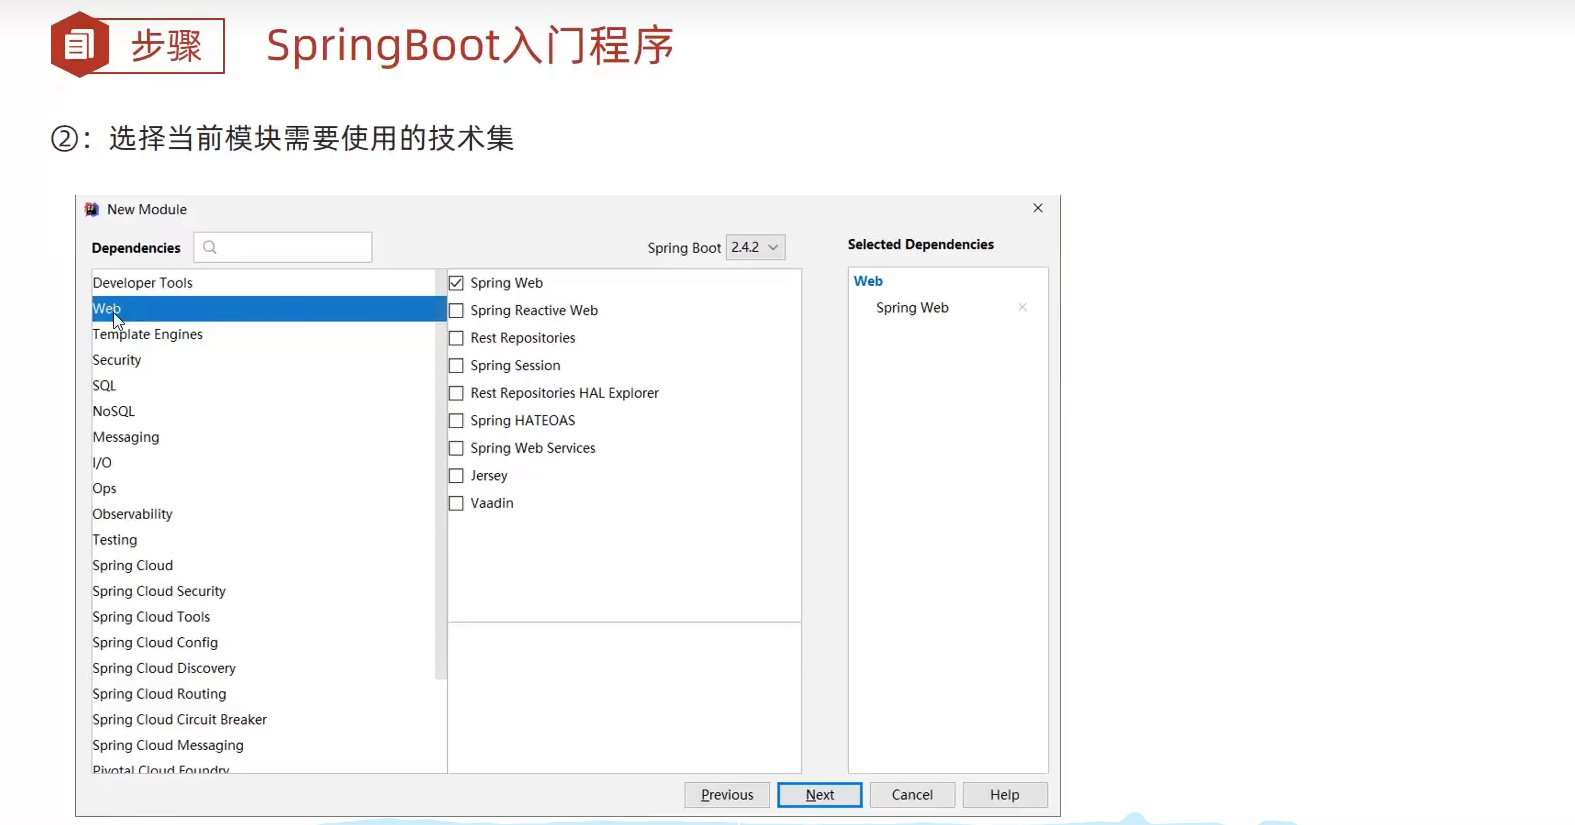 步骤
SpringBoot入门程序
②：选择当前模块需要使用的技术集
New Module
Dependencies
Spring Boot 2.4.2
Selected Dependencies
Developer Tools
Web
Template Engines
Security
SQL
NoSQL
Messaging
I/O
Ops
Observability
Testing
Spring Cloud
Spring Cloud Security
Spring Cloud Tools
Spring Cloud Config
Spring Cloud Discovery
Spring Cloud Routing
Spring Cloud Circuit Breaker
Spring Cloud Messaging
Pivotal Cloud Foundry
Spring Web
Spring Reactive Web
Rest Repositories
Spring Session
Rest Repositories HAL Explorer
Spring HATEOAS
Spring Web Services
Jersey
Vaadin
Web
Spring Web
Previous
Next
Cancel
Help